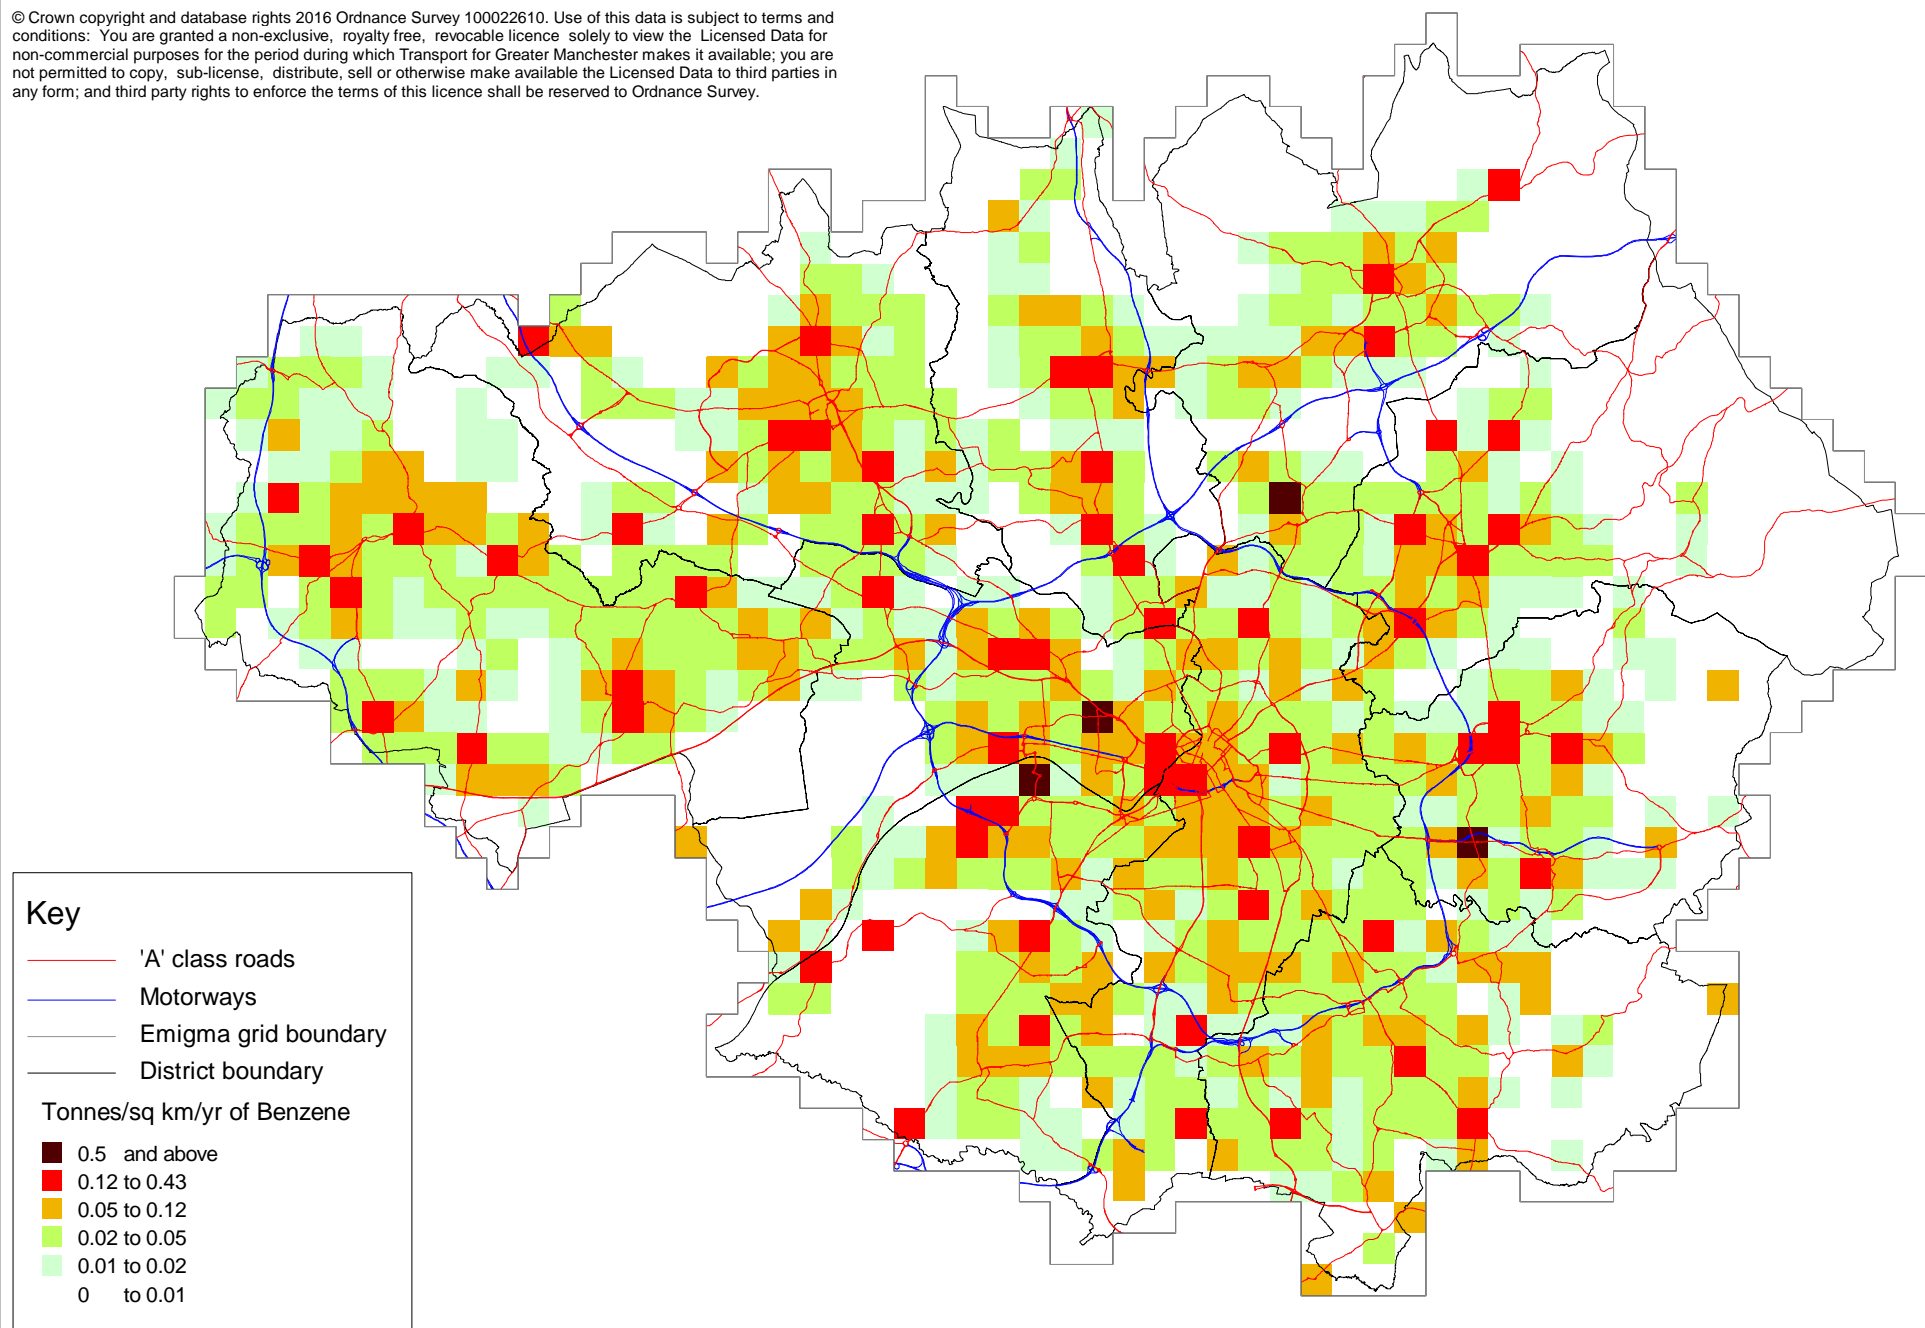 © Crown copyright and database rights 2016 Ordnance Survey 100022610. Use of this data is subject to terms and
conditions: You are granted a non-exclusive, royalty free, revocable licence solely to view the Licensed Data for
non-commercial purposes for the period during which Transport for Greater Manchester makes it available; you are
not permitted to copy, sub-license, distribute, sell or otherwise make available the Licensed Data to third parties in
any form; and third party rights to enforce the terms of this licence shall be reserved to Ordnance Survey.
Key
'A' class roads
Motorways
Emigma grid boundary
District boundary
Tonnes/sq km/yr of Benzene
0.5 and above
0.12 to 0.43
0.05 to 0.12
0.02 to 0.05
0.01 to 0.02
0 to 0.01